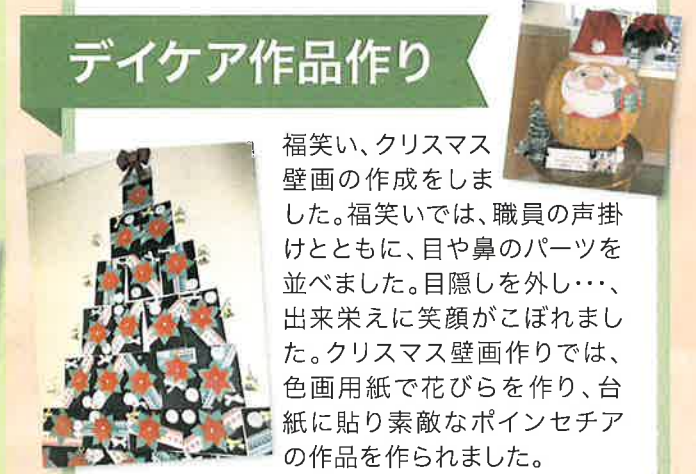 デイケア作品作り
福笑い、クリスマス
壁画の作成をしま
した。福笑いでは、職員の声掛
けとともに、目や鼻のパーツを
並べました。目隠しを外し･･･、
出来栄えに笑顔がこぼれまし
た。クリスマス壁画作りでは、
色画用紙で花びらを作り、台
紙に貼り素敵なポインセチア
の作品を作られました。